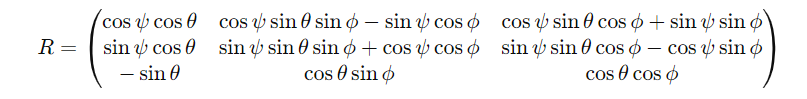 R = ⎛ cos ψ cos θ   cos ψ sin θ sin ϕ − sin ψ cos ϕ   cos ψ sin θ cos ϕ + sin ψ sin ϕ ⎞
sin ψ cos θ   sin ψ sin θ sin ϕ + cos ψ cos ϕ   sin ψ sin θ cos ϕ − cos ψ sin ϕ
− sin θ   cos θ sin ϕ   cos θ cos ϕ